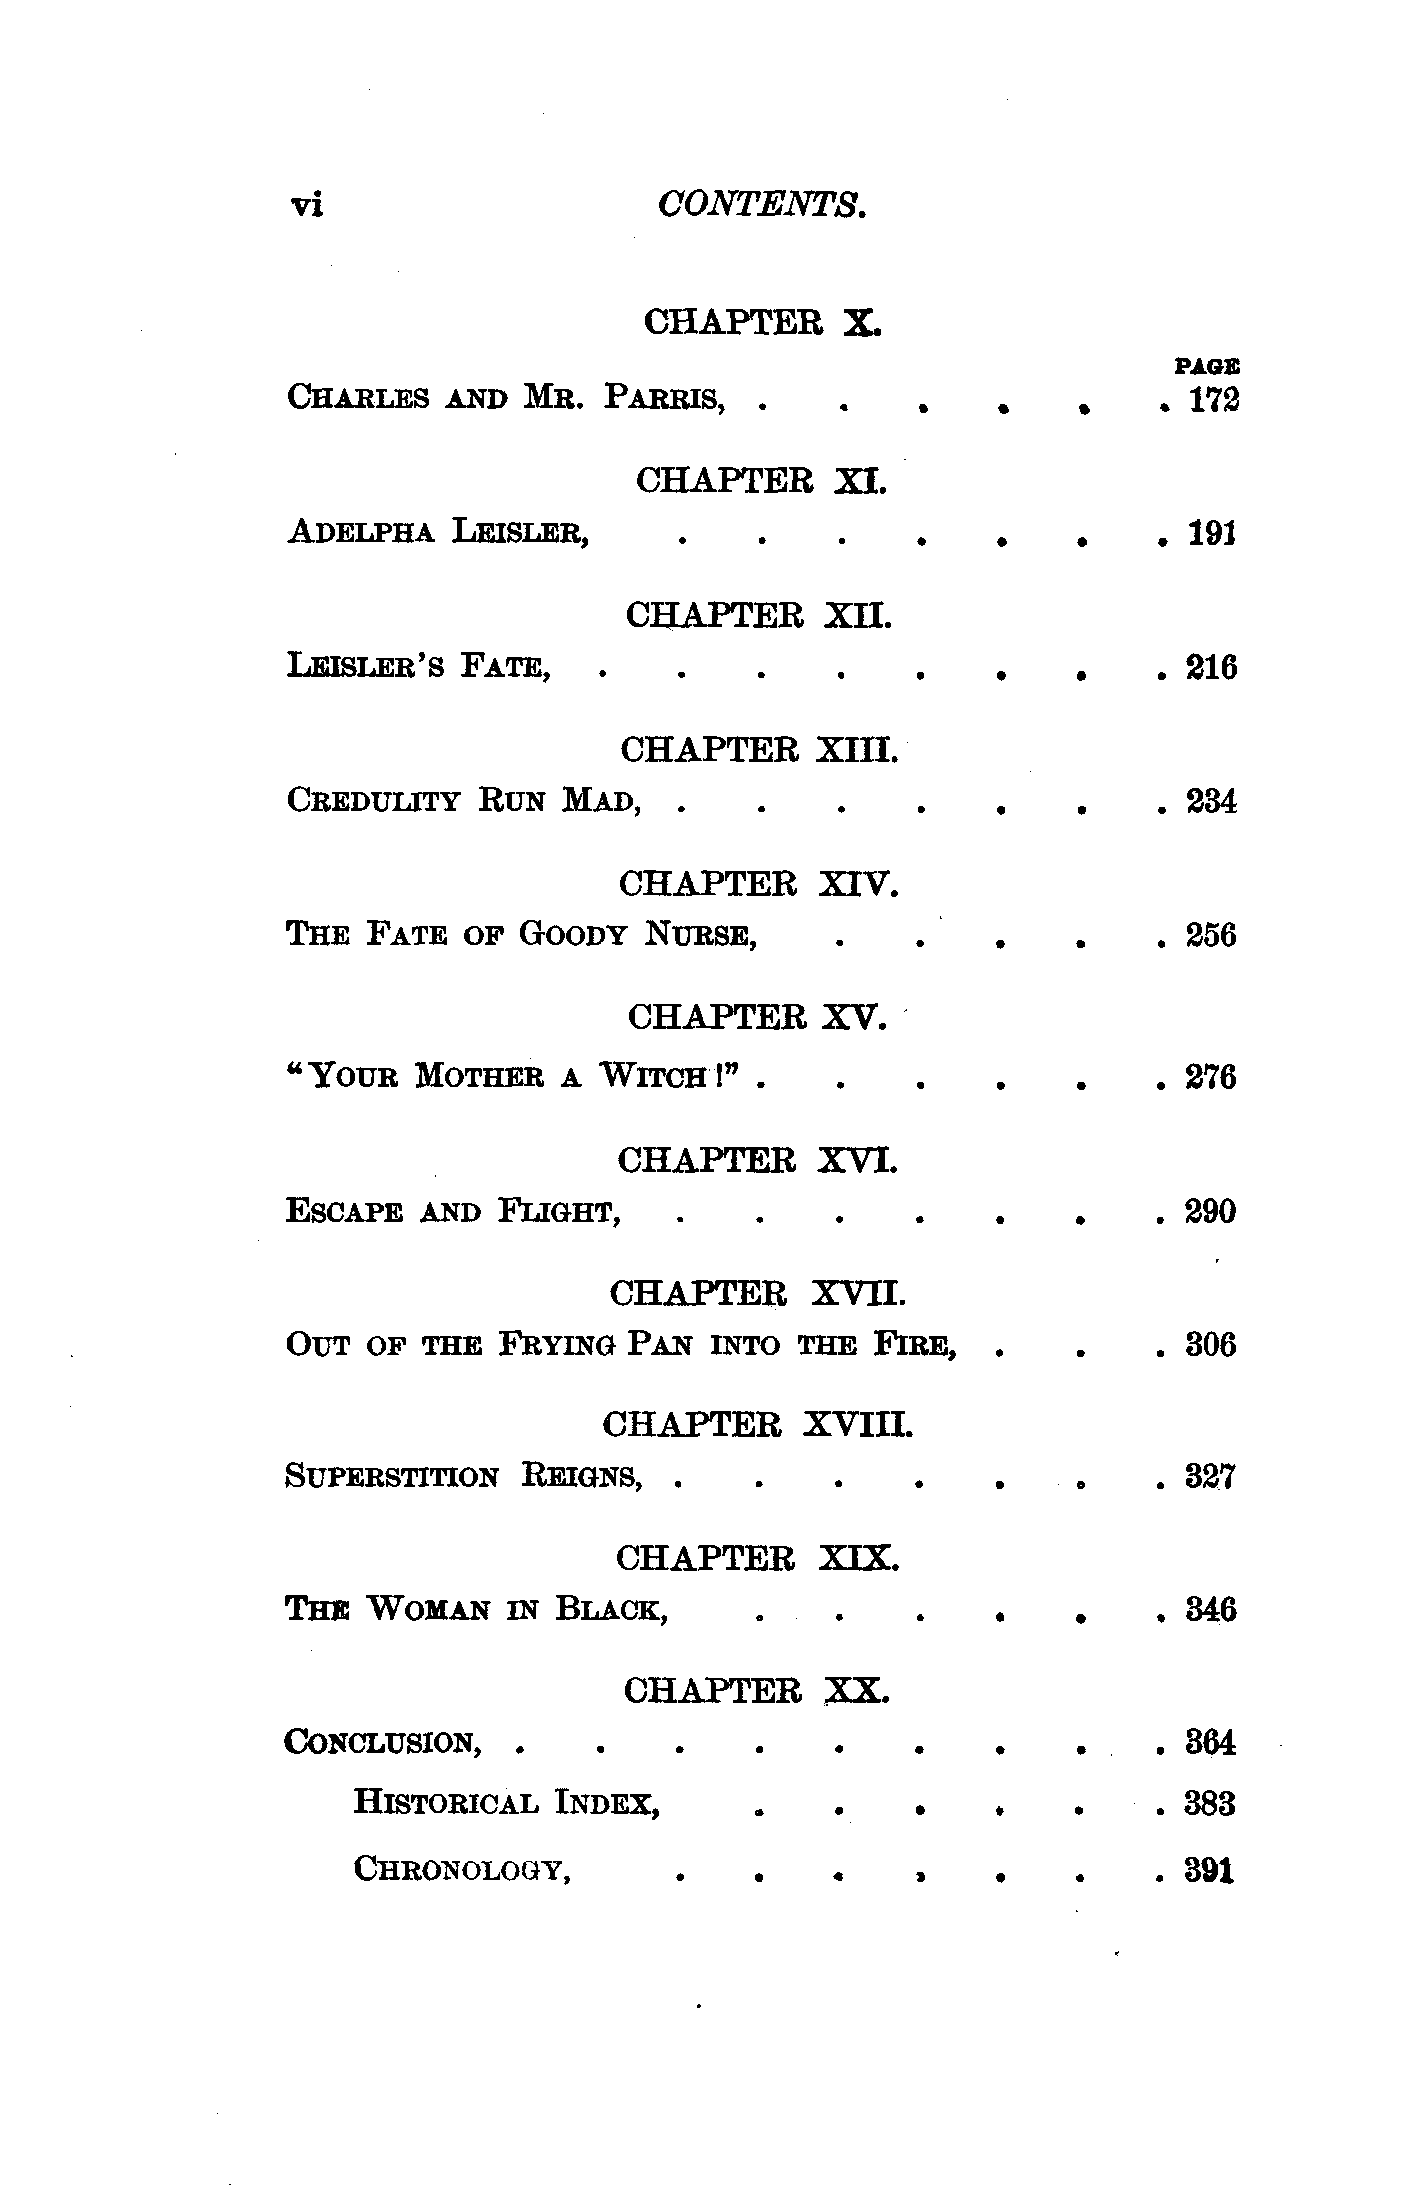 vi CONTENTS.
CHAPTER X.
PAGE
CHARLES AND MR. PARRIS, . . . . . . 172
CHAPTER XI.
ADELPHA LEISLER, . . . . . . . 191
CHAPTER XII.
LEISLER'S FATE, . . . . . . . . 216
CHAPTER XIII.
CREDULITY RUN MAD, . . . . . . . 234
CHAPTER XIV.
THE FATE OF GOODY NURSE, . . . . . 256
CHAPTER XV.
"YOUR MOTHER A WITCH!" . . . . . . 276
CHAPTER XVI.
ESCAPE AND FLIGHT, . . . . . . . 290
CHAPTER XVII.
OUT OF THE FRYING PAN INTO THE FIRE, . . . 306
CHAPTER XVIII.
SUPERSTITION REIGNS, . . . . . . . 327
CHAPTER XIX.
THE WOMAN IN BLACK, . . . . . . 346
CHAPTER XX.
CONCLUSION, . . . . . . . . . 364
HISTORICAL INDEX, . . . . . . 383
CHRONOLOGY, . . . . . . . 391